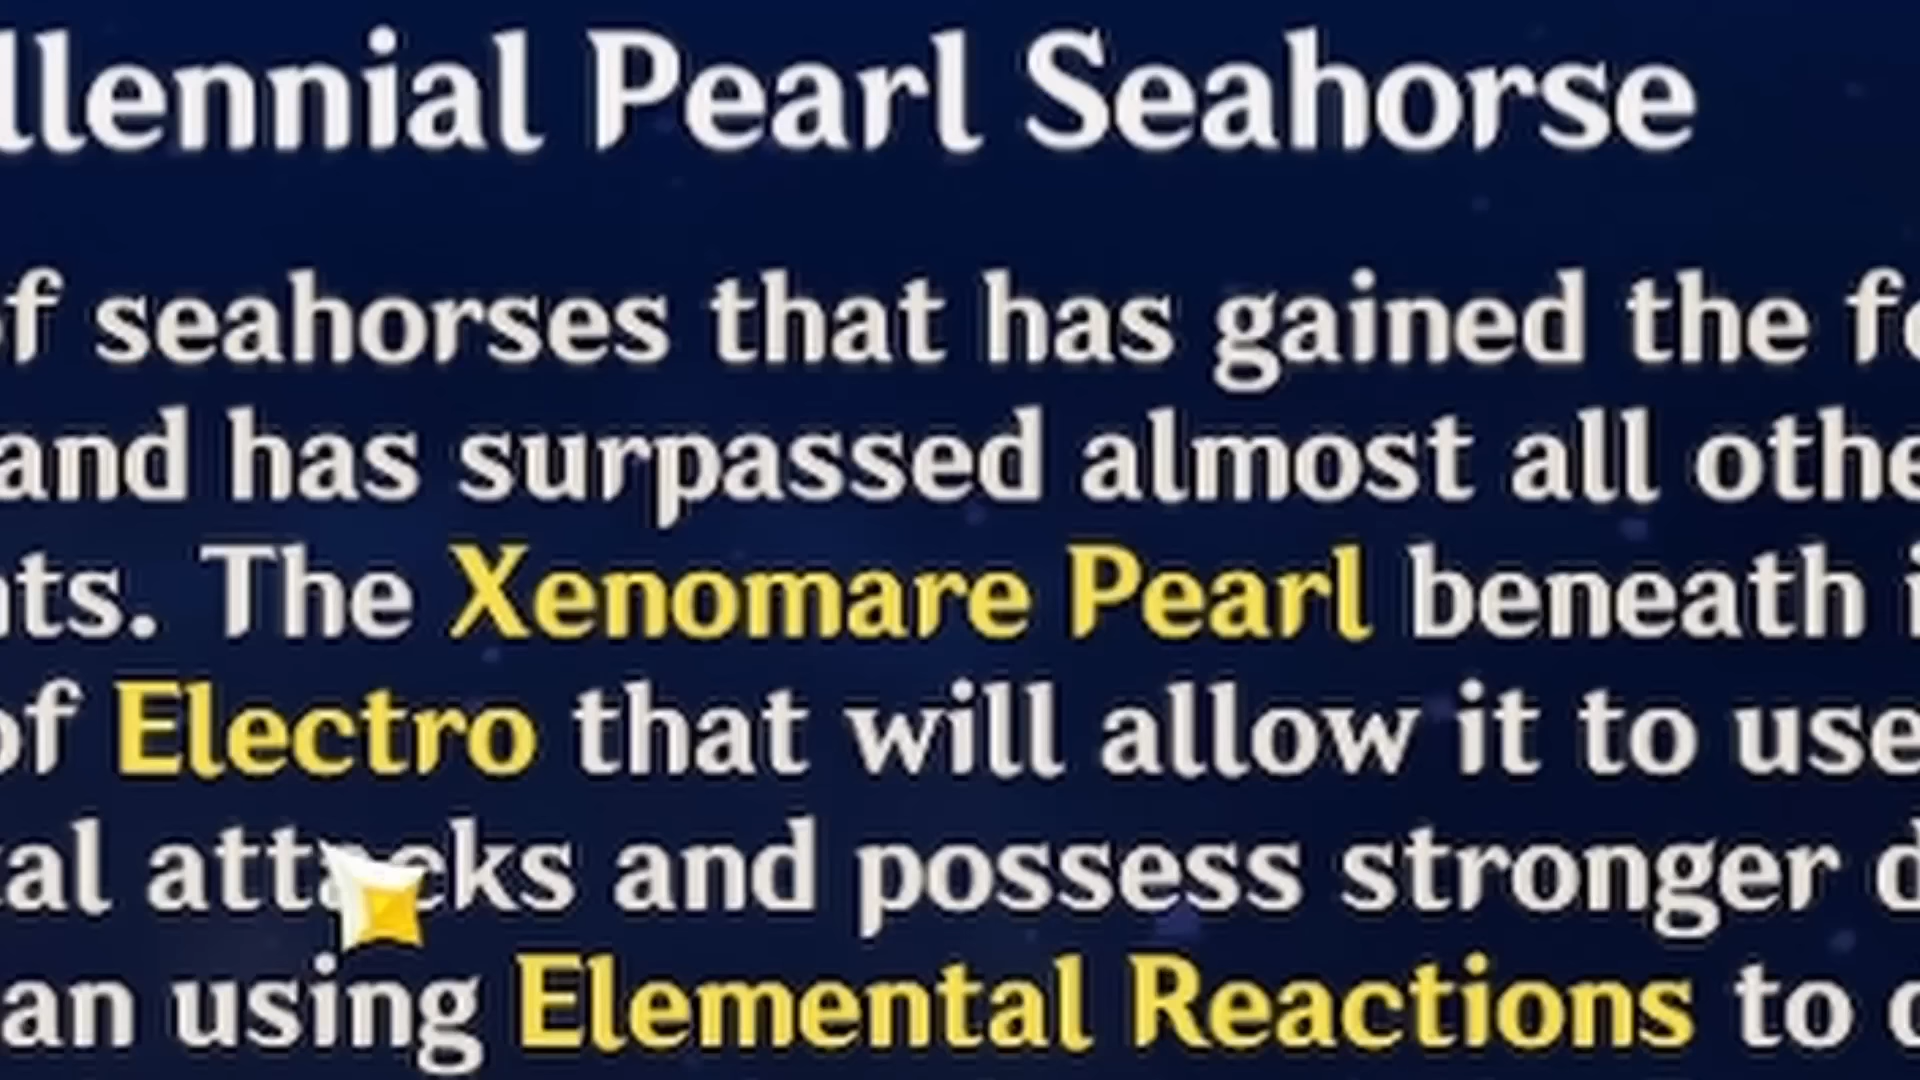 llennial Pearl Seahorse
of seahorses that has gained the fo
and has surpassed almost all othe
nts. The Xenomare Pearl beneath i
of Electro that will allow it to use
al attacks and possess stronger d
an using Elemental Reactions to